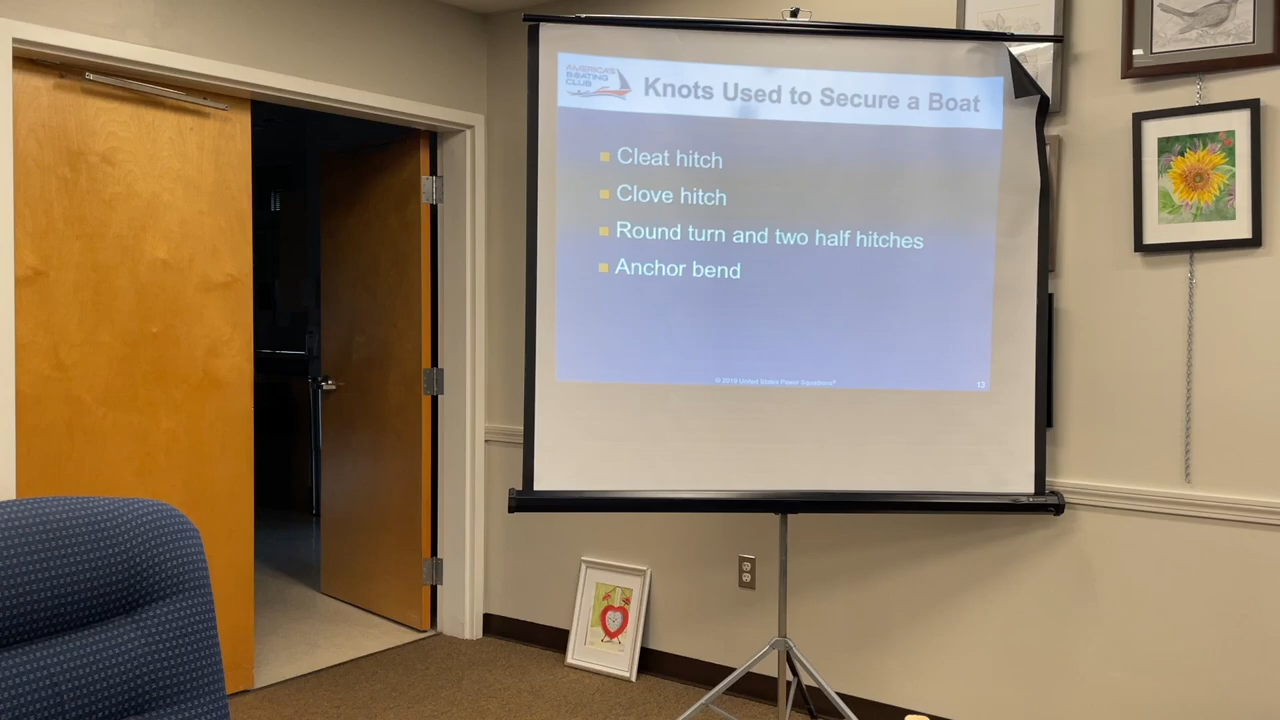 AMERICA'S
BOATING
CLUB
Knots Used to Secure a Boat
Cleat hitch
Clove hitch
Round turn and two half hitches
Anchor bend
© 2019 United States Power Squadrons®
13